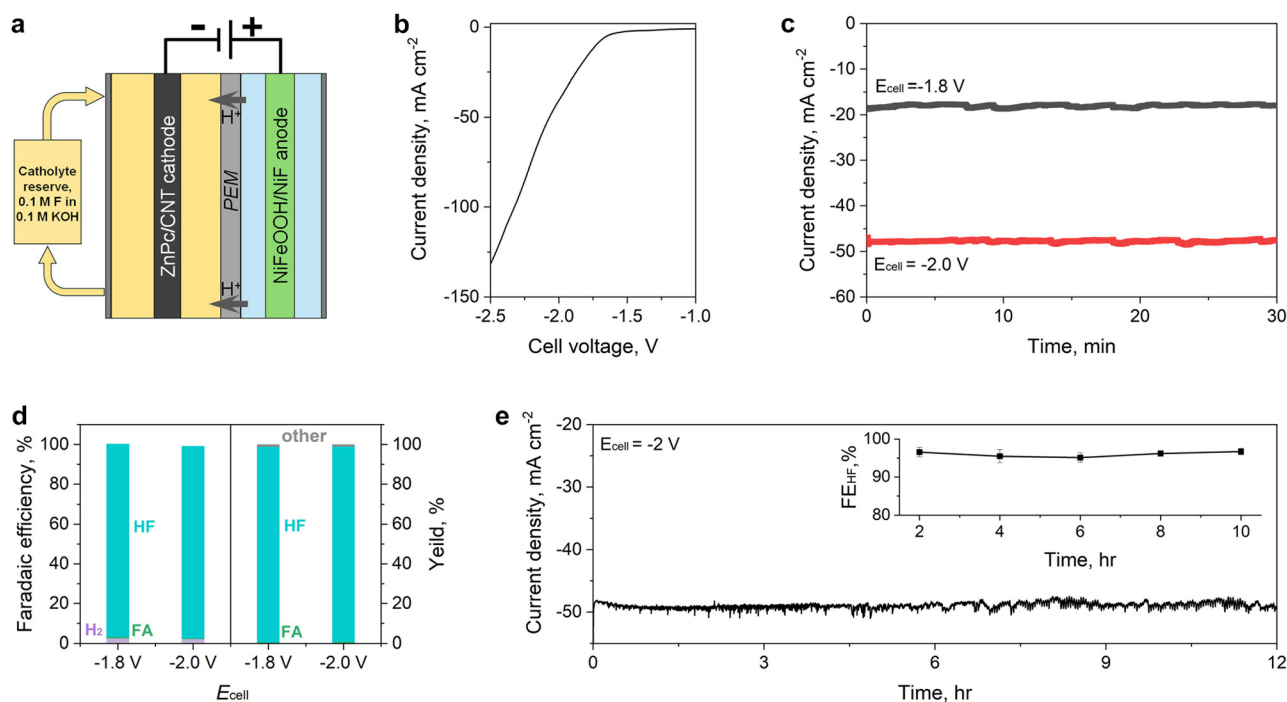 a
- +
Catholyte
reserve,
0.1 M F in
0.1 M KOH
ZnPc/CNT cathode
PEM
H+
H+
NiFeOOH/NiF anode
b
Current density, mA cm-2
0
-50
-100
-150
-2.5 -2.0 -1.5 -1.0
Cell voltage, V
c
Current density, mA cm-2
0
-10
-20
-30
-40
-50
-60
Ecell=-1.8 V
Ecell = -2.0 V
0 10 20 30
Time, min
d
Faradaic efficiency, %
100
80
60
40
20
0
HF
H2
FA
other
HF
FA
100
80
60
40
20
0
Yeild, %
-1.8 V -2.0 V -1.8 V -2.0 V
Ecell
e
Current density, mA cm-2
-20
-30
-40
-50
Ecell = -2 V
FEHF, %
100
95
90
80
2 4 6 8 10
Time, hr
0 3 6 9 12
Time, hr